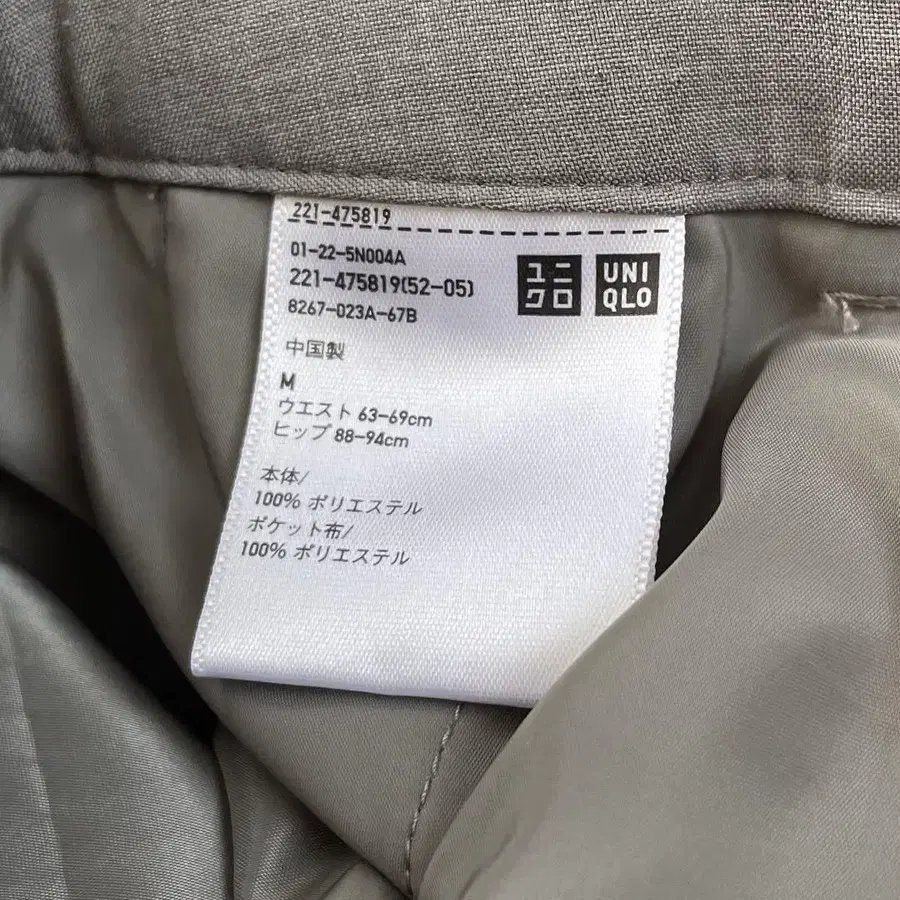 221-475819
01-22-5N004A
221-475819(52-05)
8267-023A-67B
ユニ
クロ
UNI
QLO
中国製
M
ウエスト 63-69cm
ヒップ 88-94cm
本体/
100% ポリエステル
ポケット布/
100% ポリエステル